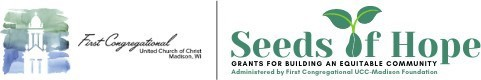 First Congregational
United Church of Christ
Madison, WI
Seeds of Hope
GRANTS FOR BUILDING AN EQUITABLE COMMUNITY
Administered by First Congregational UCC-Madison Foundation